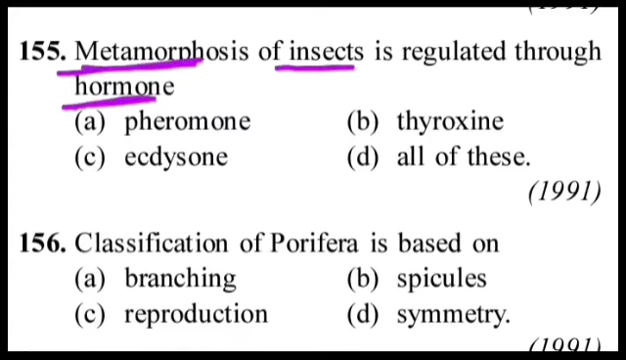 155. Metamorphosis of insects is regulated through
hormone
(a) pheromone (b) thyroxine
(c) ecdysone (d) all of these.
(1991)
156. Classification of Porifera is based on
(a) branching (b) spicules
(c) reproduction (d) symmetry.
(1991)